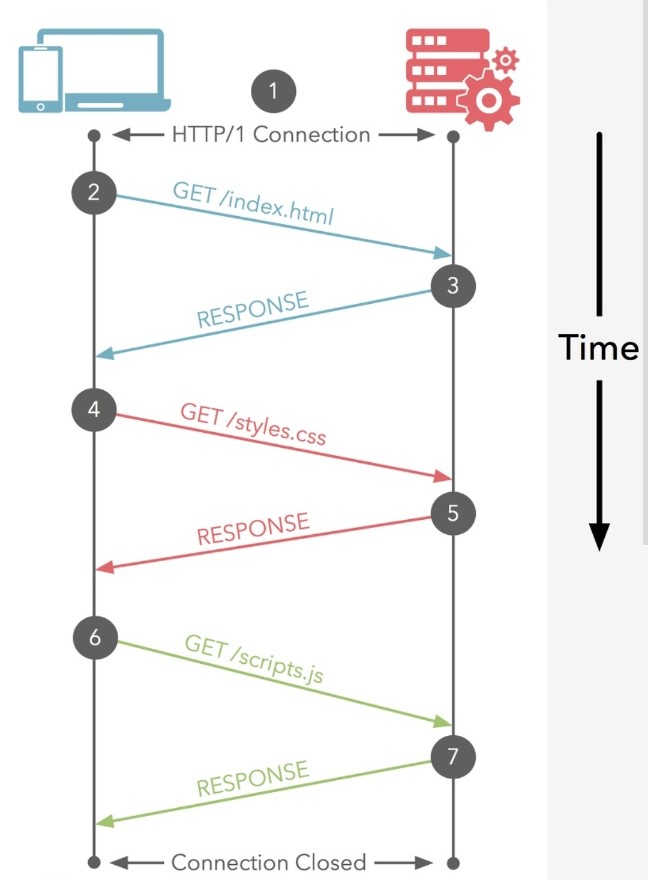 1
HTTP/1 Connection
2
GET /index.html
3
RESPONSE
Time
4
GET /styles.css
5
RESPONSE
6
GET /scripts.js
7
RESPONSE
Connection Closed